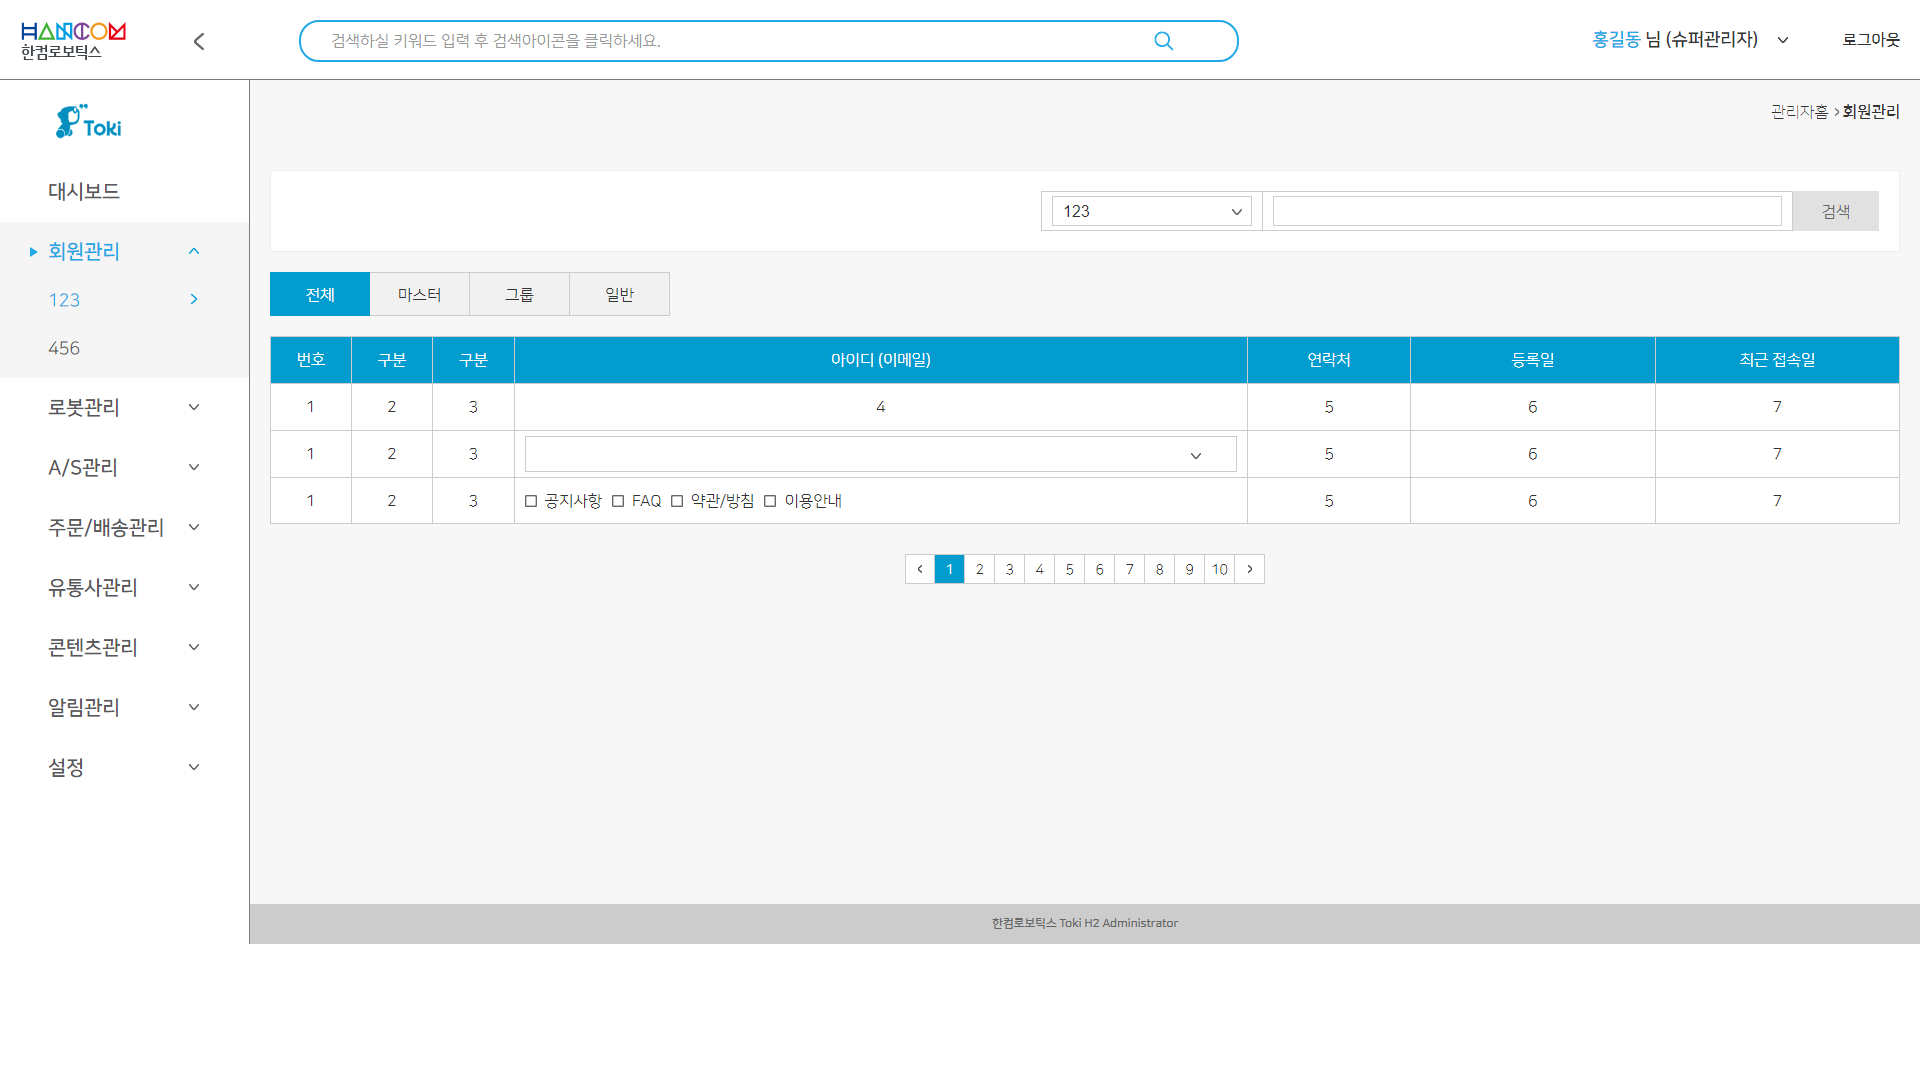 HANCOM
한컴로보틱스
검색하실 키워드 입력 후 검색아이콘을 클릭하세요.
홍길동 님 (슈퍼관리자)
로그아웃
Toki
대시보드
회원관리
123
456
로봇관리
A/S관리
주문/배송관리
유통사관리
콘텐츠관리
알림관리
설정
관리자홈 > 회원관리
123
검색
전체 마스터 그룹 일반
번호 구분 구분 아이디 (이메일) 연락처 등록일 최근 접속일
1 2 3 4 5 6 7
1 2 3 5 6 7
1 2 3 공지사항 FAQ 약관/방침 이용안내 5 6 7
< 1 2 3 4 5 6 7 8 9 10 >
한컴로보틱스 Toki H2 Administrator